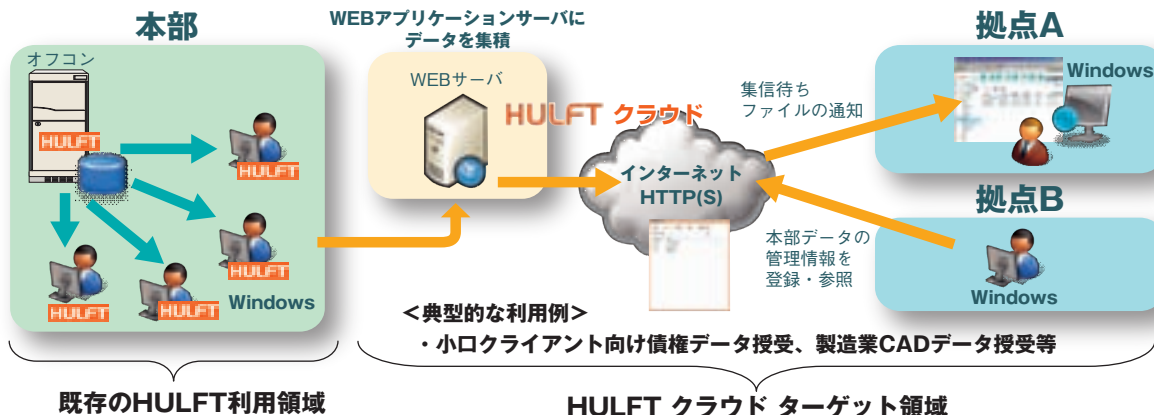 本部
オフコン
HULFT
HULFT
HULFT
HULFT
HULFT
Windows
WEBアプリケーションサーバに
データを集積
WEBサーバ
HULFT クラウド
インターネット
HTTP(S)
集信待ち
ファイルの通知
拠点A
Windows
拠点B
本部データの
管理情報を
登録・参照
Windows
＜典型的な利用例＞
・小口クライアント向け債権データ授受、製造業CADデータ授受等
既存のHULFT利用領域
HULFT クラウド ターゲット領域